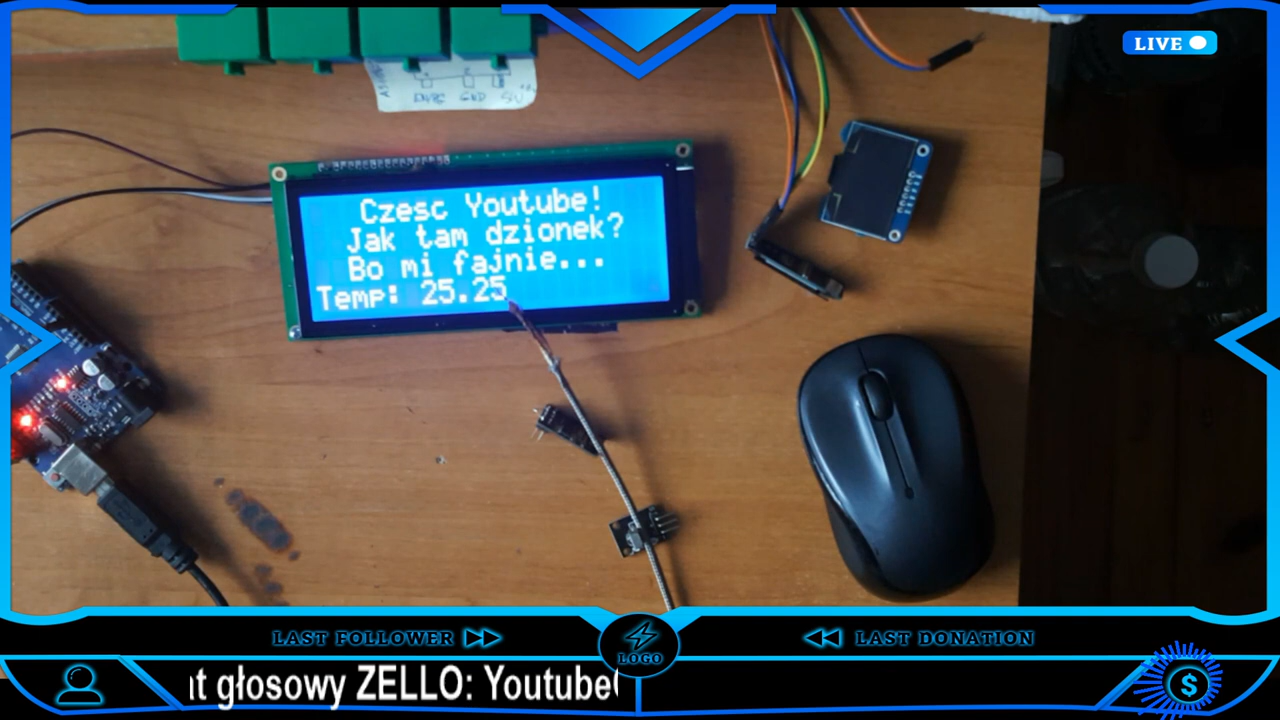 LIVE
GND
Czesc Youtube!
Jak tam dzionek?
Bo mi fajnie...
Temp: 25.25
LAST FOLLOWER
LOGO
LAST DONATION
t głosowy ZELLO: Youtube
$